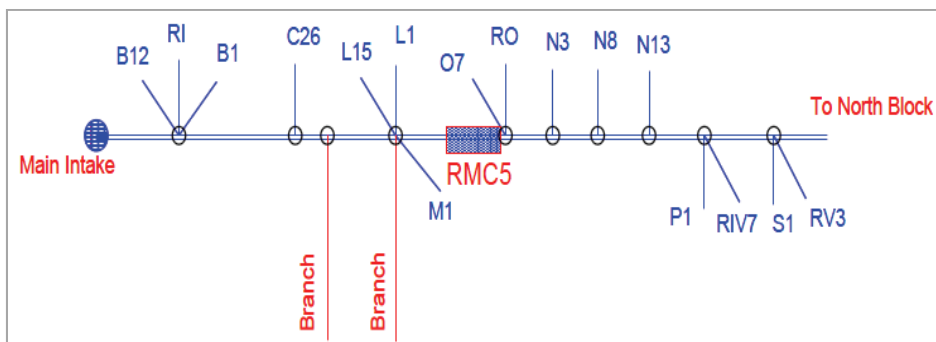 B12
RI
B1
C26
L15
L1
O7
RO
N3
N8
N13
To North Block
Main Intake
RMC5
M1
P1
RIV7
S1
RV3
Branch
Branch